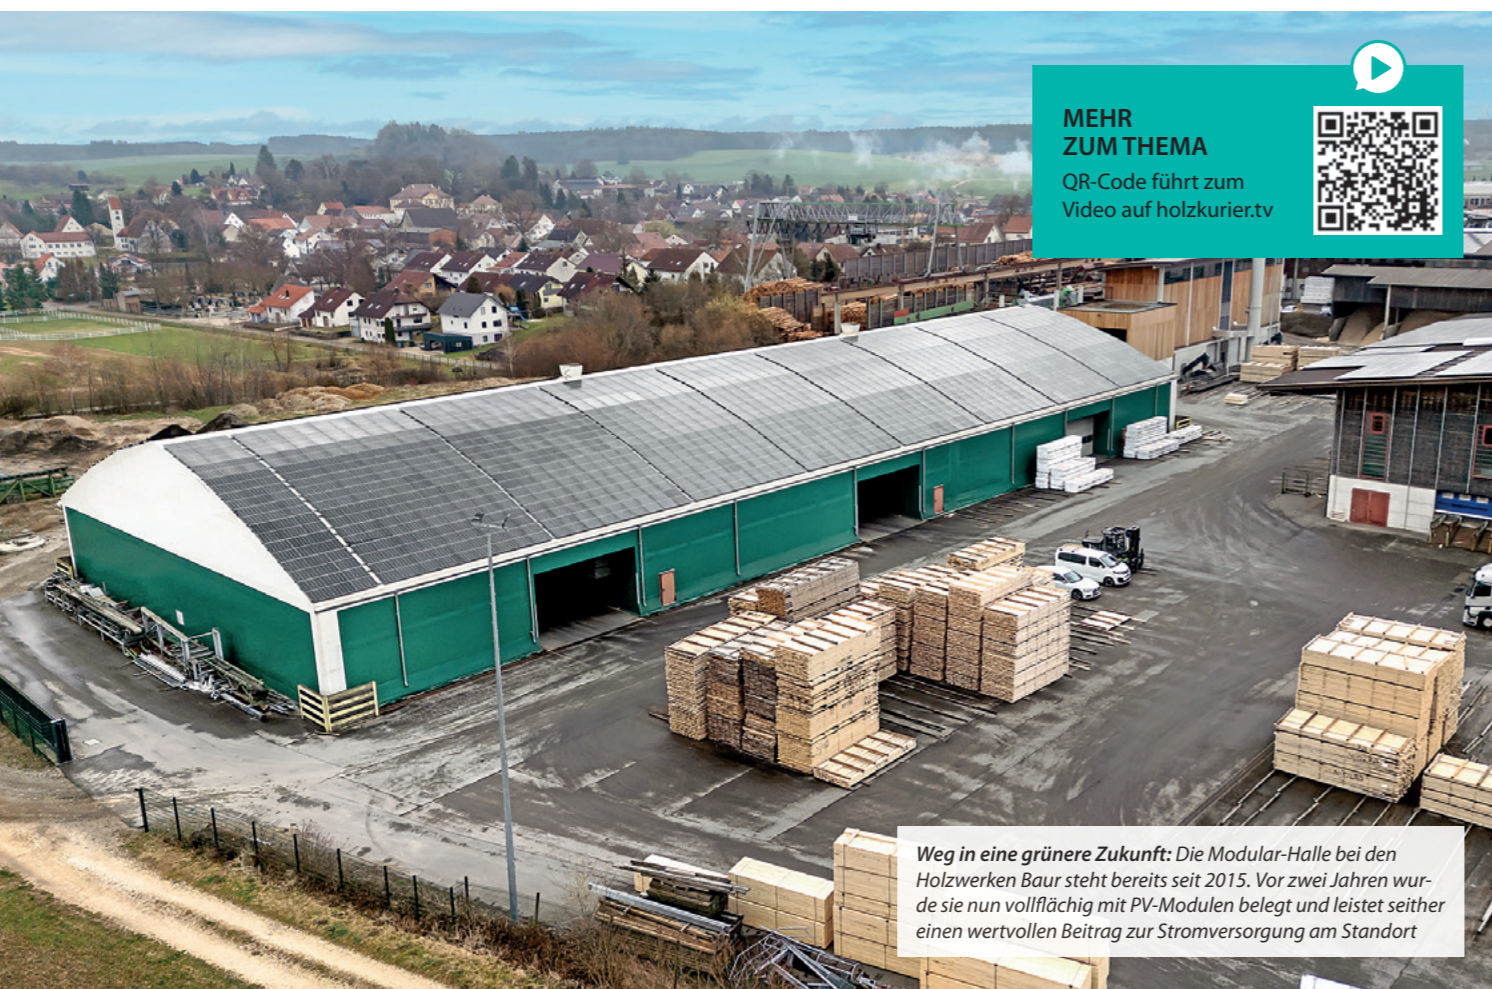 MEHR
ZUM THEMA
QR-Code führt zum
Video auf holzkurier.tv
Weg in eine grünere Zukunft: Die Modular-Halle bei den
Holzwerken Baur steht bereits seit 2015. Vor zwei Jahren wur-
de sie nun vollflächig mit PV-Modulen belegt und leistet seither
einen wertvollen Beitrag zur Stromversorgung am Standort